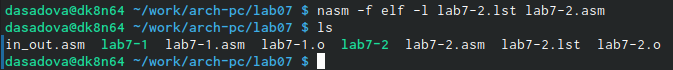 dasadova@dk8n64 ~/work/arch-pc/lab07 $ nasm -f elf -l lab7-2.lst lab7-2.asm
dasadova@dk8n64 ~/work/arch-pc/lab07 $ ls
in_out.asm lab7-1 lab7-1.asm lab7-1.o lab7-2 lab7-2.asm lab7-2.lst lab7-2.o
dasadova@dk8n64 ~/work/arch-pc/lab07 $